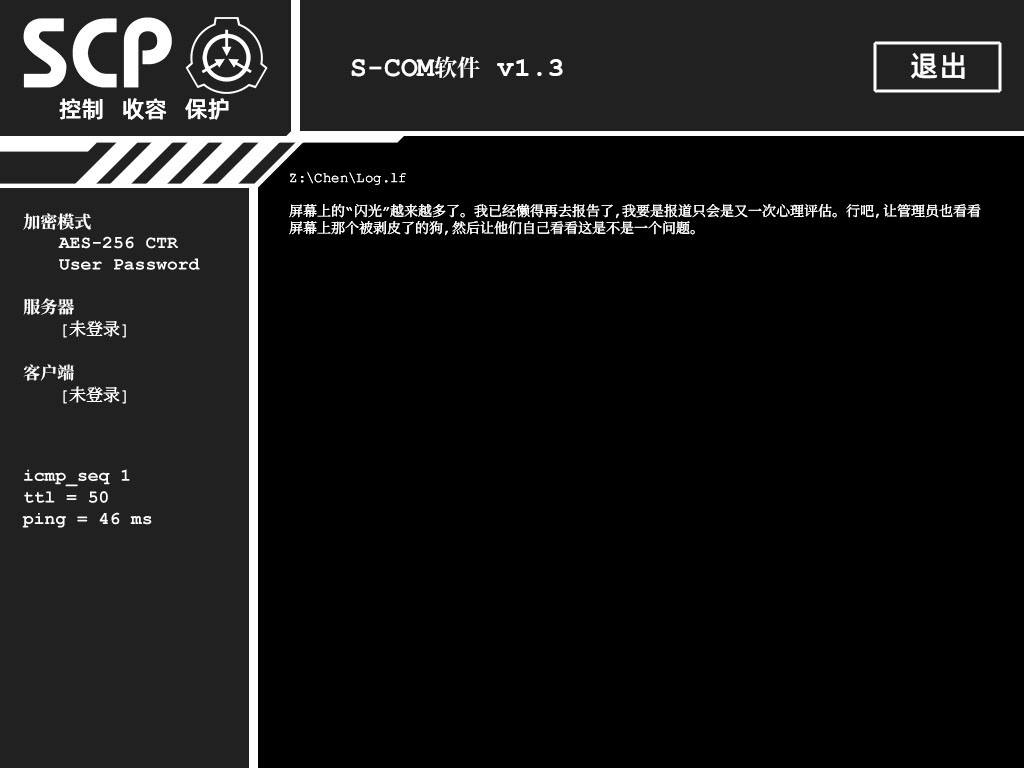 SCP
控制 收容 保护
S-COM软件 v1.3
退出
加密模式
AES-256 CTR
User Password
服务器
[未登录]
客户端
[未登录]
icmp_seq 1
ttl = 50
ping = 46 ms
Z:\Chen\Log.lf
屏幕上的“闪光”越来越多了。我已经懒得再去报告了,我要是报道只会是又一次心理评估。行吧,让管理员也看看
屏幕上那个被剥皮了的狗,然后让他们自己看看这是不是一个问题。